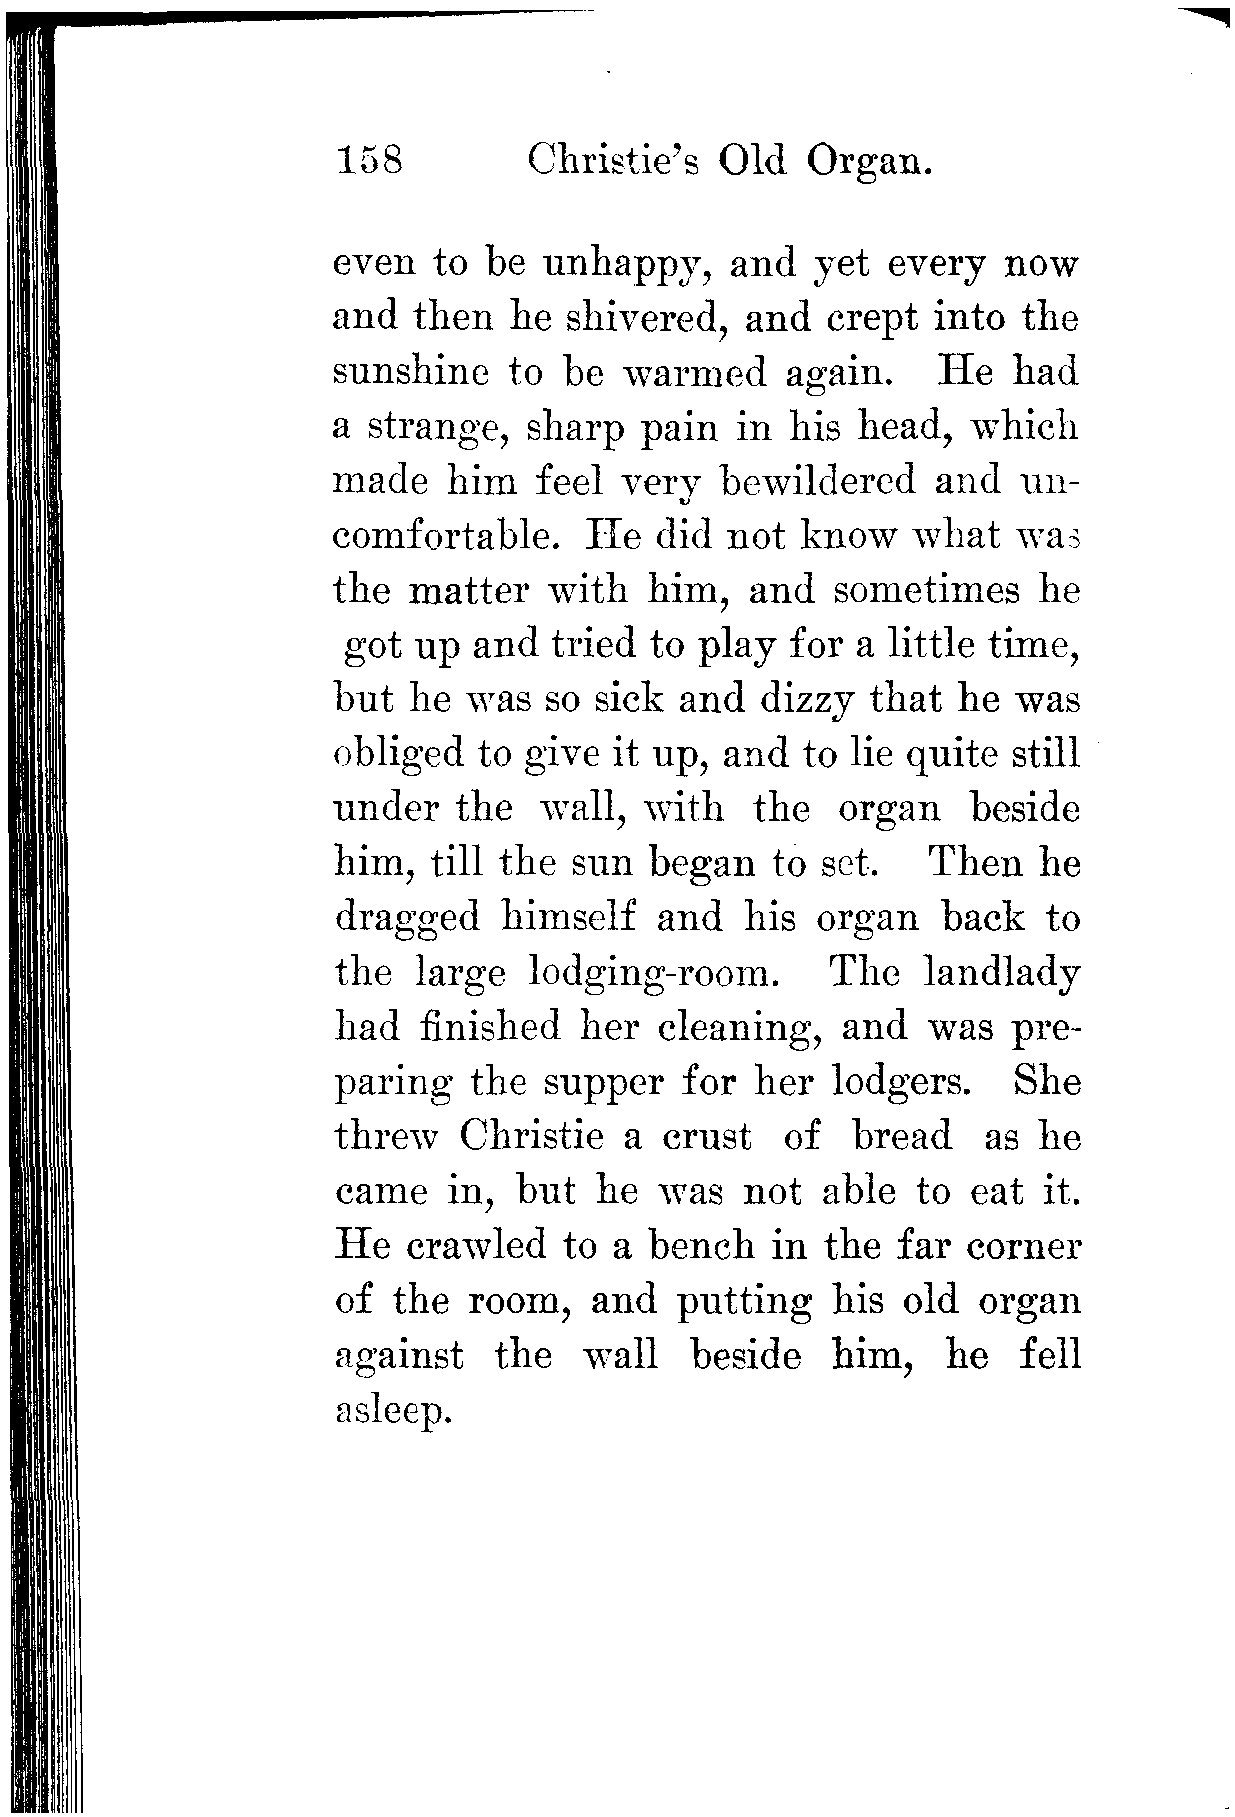 158 Christie's Old Organ.
even to be unhappy, and yet every now
and then he shivered, and crept into the
sunshine to be warmed again. He had
a strange, sharp pain in his head, which
made him feel very bewildered and un-
comfortable. He did not know what was
the matter with him, and sometimes he
got up and tried to play for a little time,
but he was so sick and dizzy that he was
obliged to give it up, and to lie quite still
under the wall, with the organ beside
him, till the sun began to set. Then he
dragged himself and his organ back to
the large lodging-room. The landlady
had finished her cleaning, and was pre-
paring the supper for her lodgers. She
threw Christie a crust of bread as he
came in, but he was not able to eat it.
He crawled to a bench in the far corner
of the room, and putting his old organ
against the wall beside him, he fell
asleep.